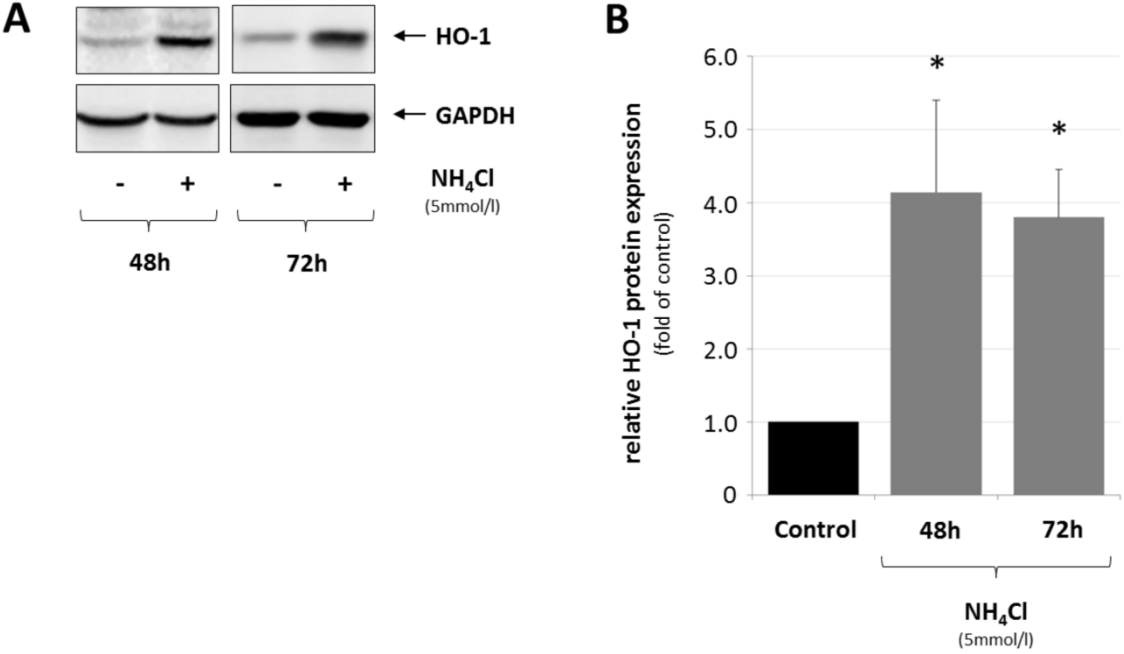 A
HO-1
GAPDH
- + - + NH₄Cl
(5mmol/l)
48h 72h
B
relative HO-1 protein expression
(fold of control)
6.0
5.0
4.0
3.0
2.0
1.0
0
*
*
Control 48h 72h
NH₄Cl
(5mmol/l)